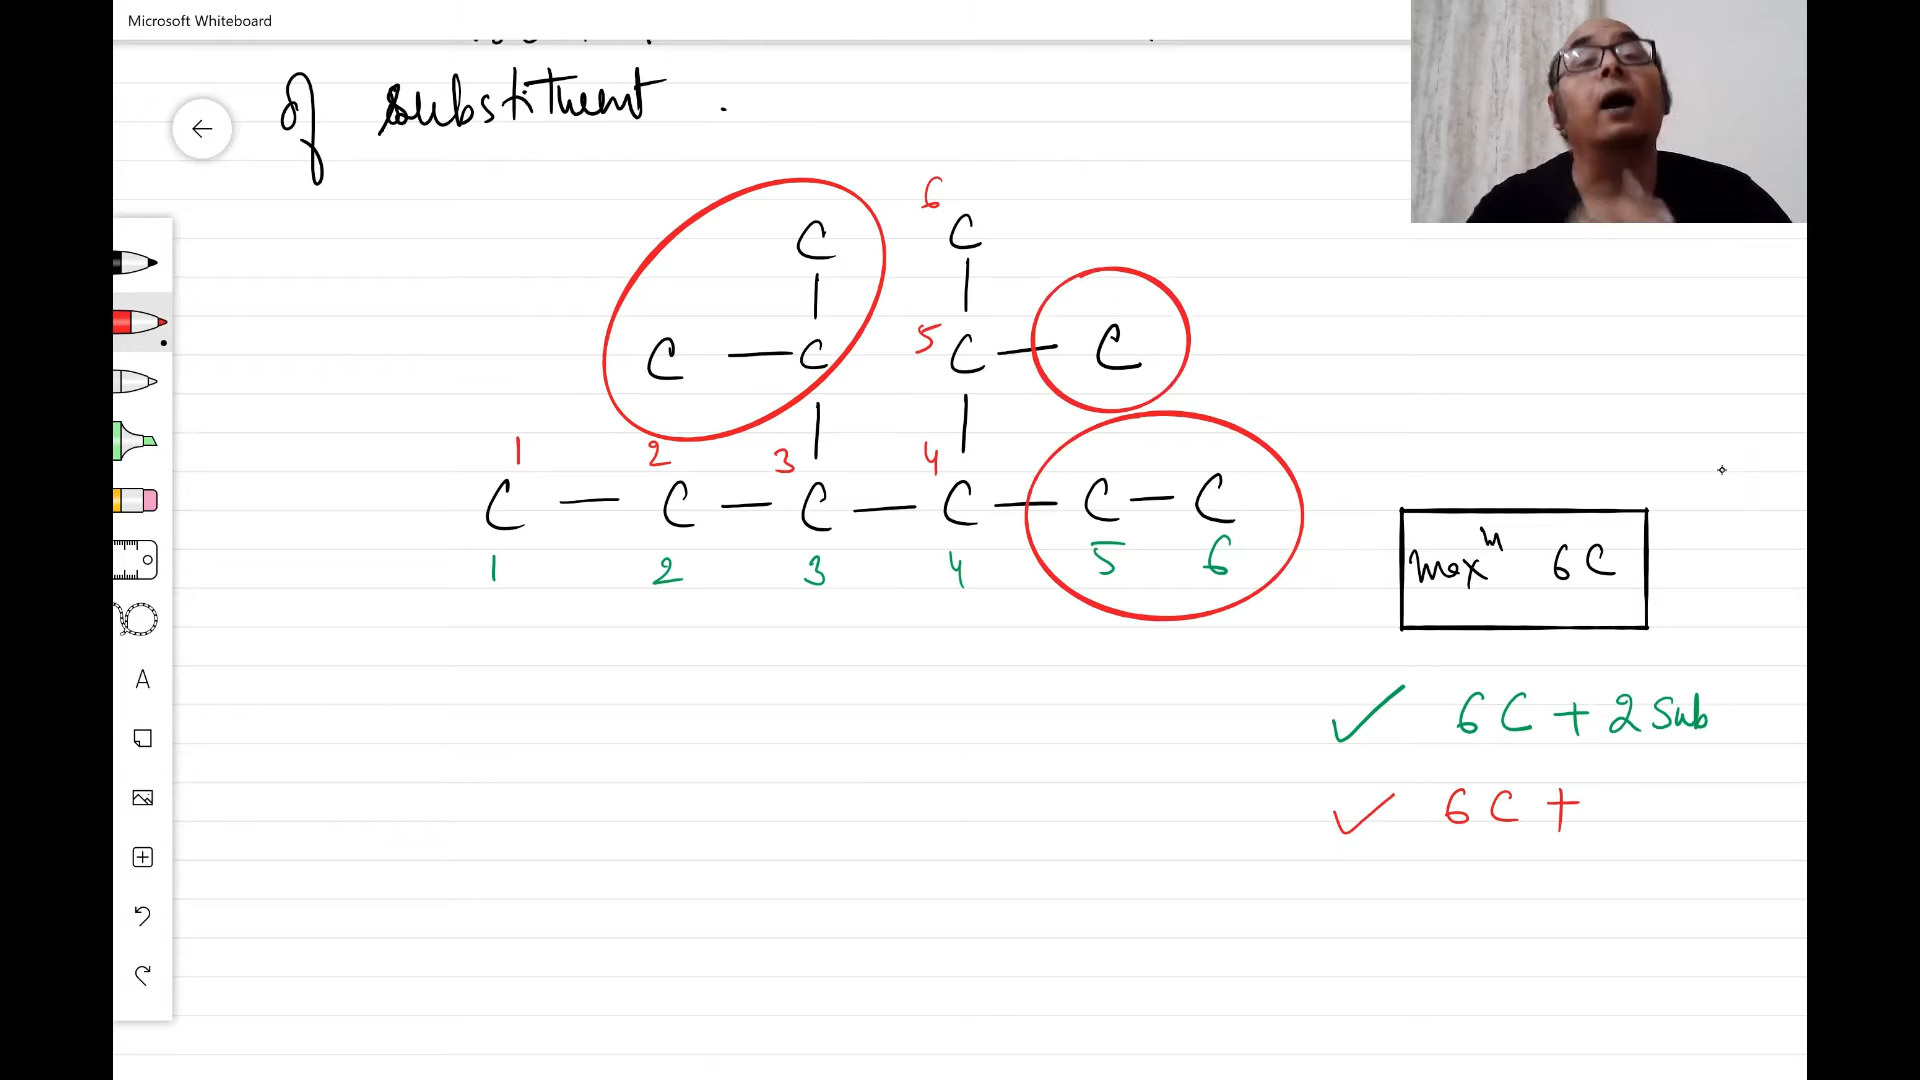 Microsoft Whiteboard
of substituent .
6
C C
C — C 5 C — C
1 2 3 4
C — C — C — C — C — C
1 2 3 4 5 6
maxᵐ 6C
✓ 6C + 2 Sub
✓ 6C +
A